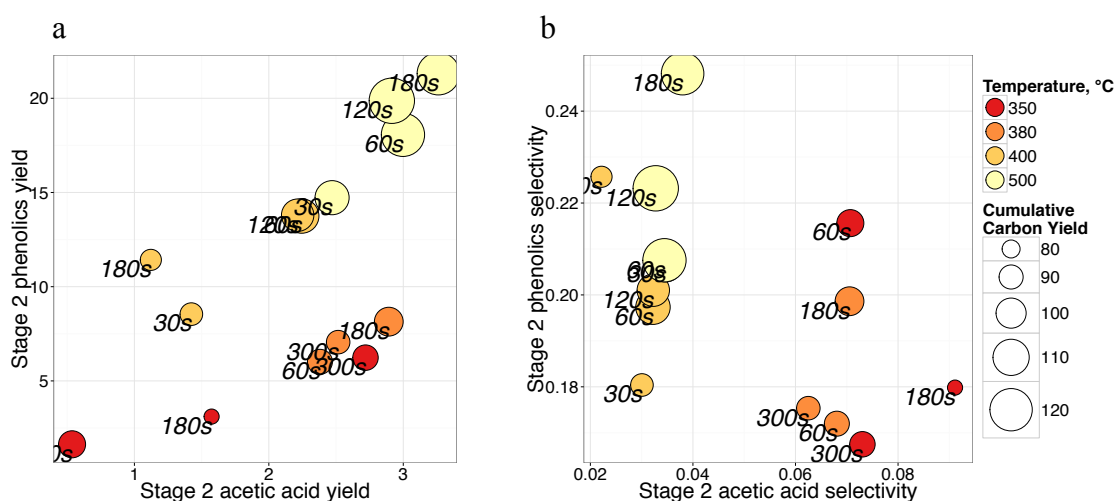 a
b
Stage 2 phenolics yield
20
15
10
5
180s
120s
60s
30s
120s
60s
180s
30s
180s
300s
60s
300s
180s
0s
1
2
3
Stage 2 acetic acid yield
Stage 2 phenolics selectivity
0.24
0.22
0.20
0.18
180s
0s
120s
60s
60s
30s
120s
60s
180s
30s
180s
300s
60s
300s
0.02
0.04
0.06
0.08
Stage 2 acetic acid selectivity
Temperature, °C
350
380
400
500
Cumulative
Carbon Yield
80
90
100
110
120